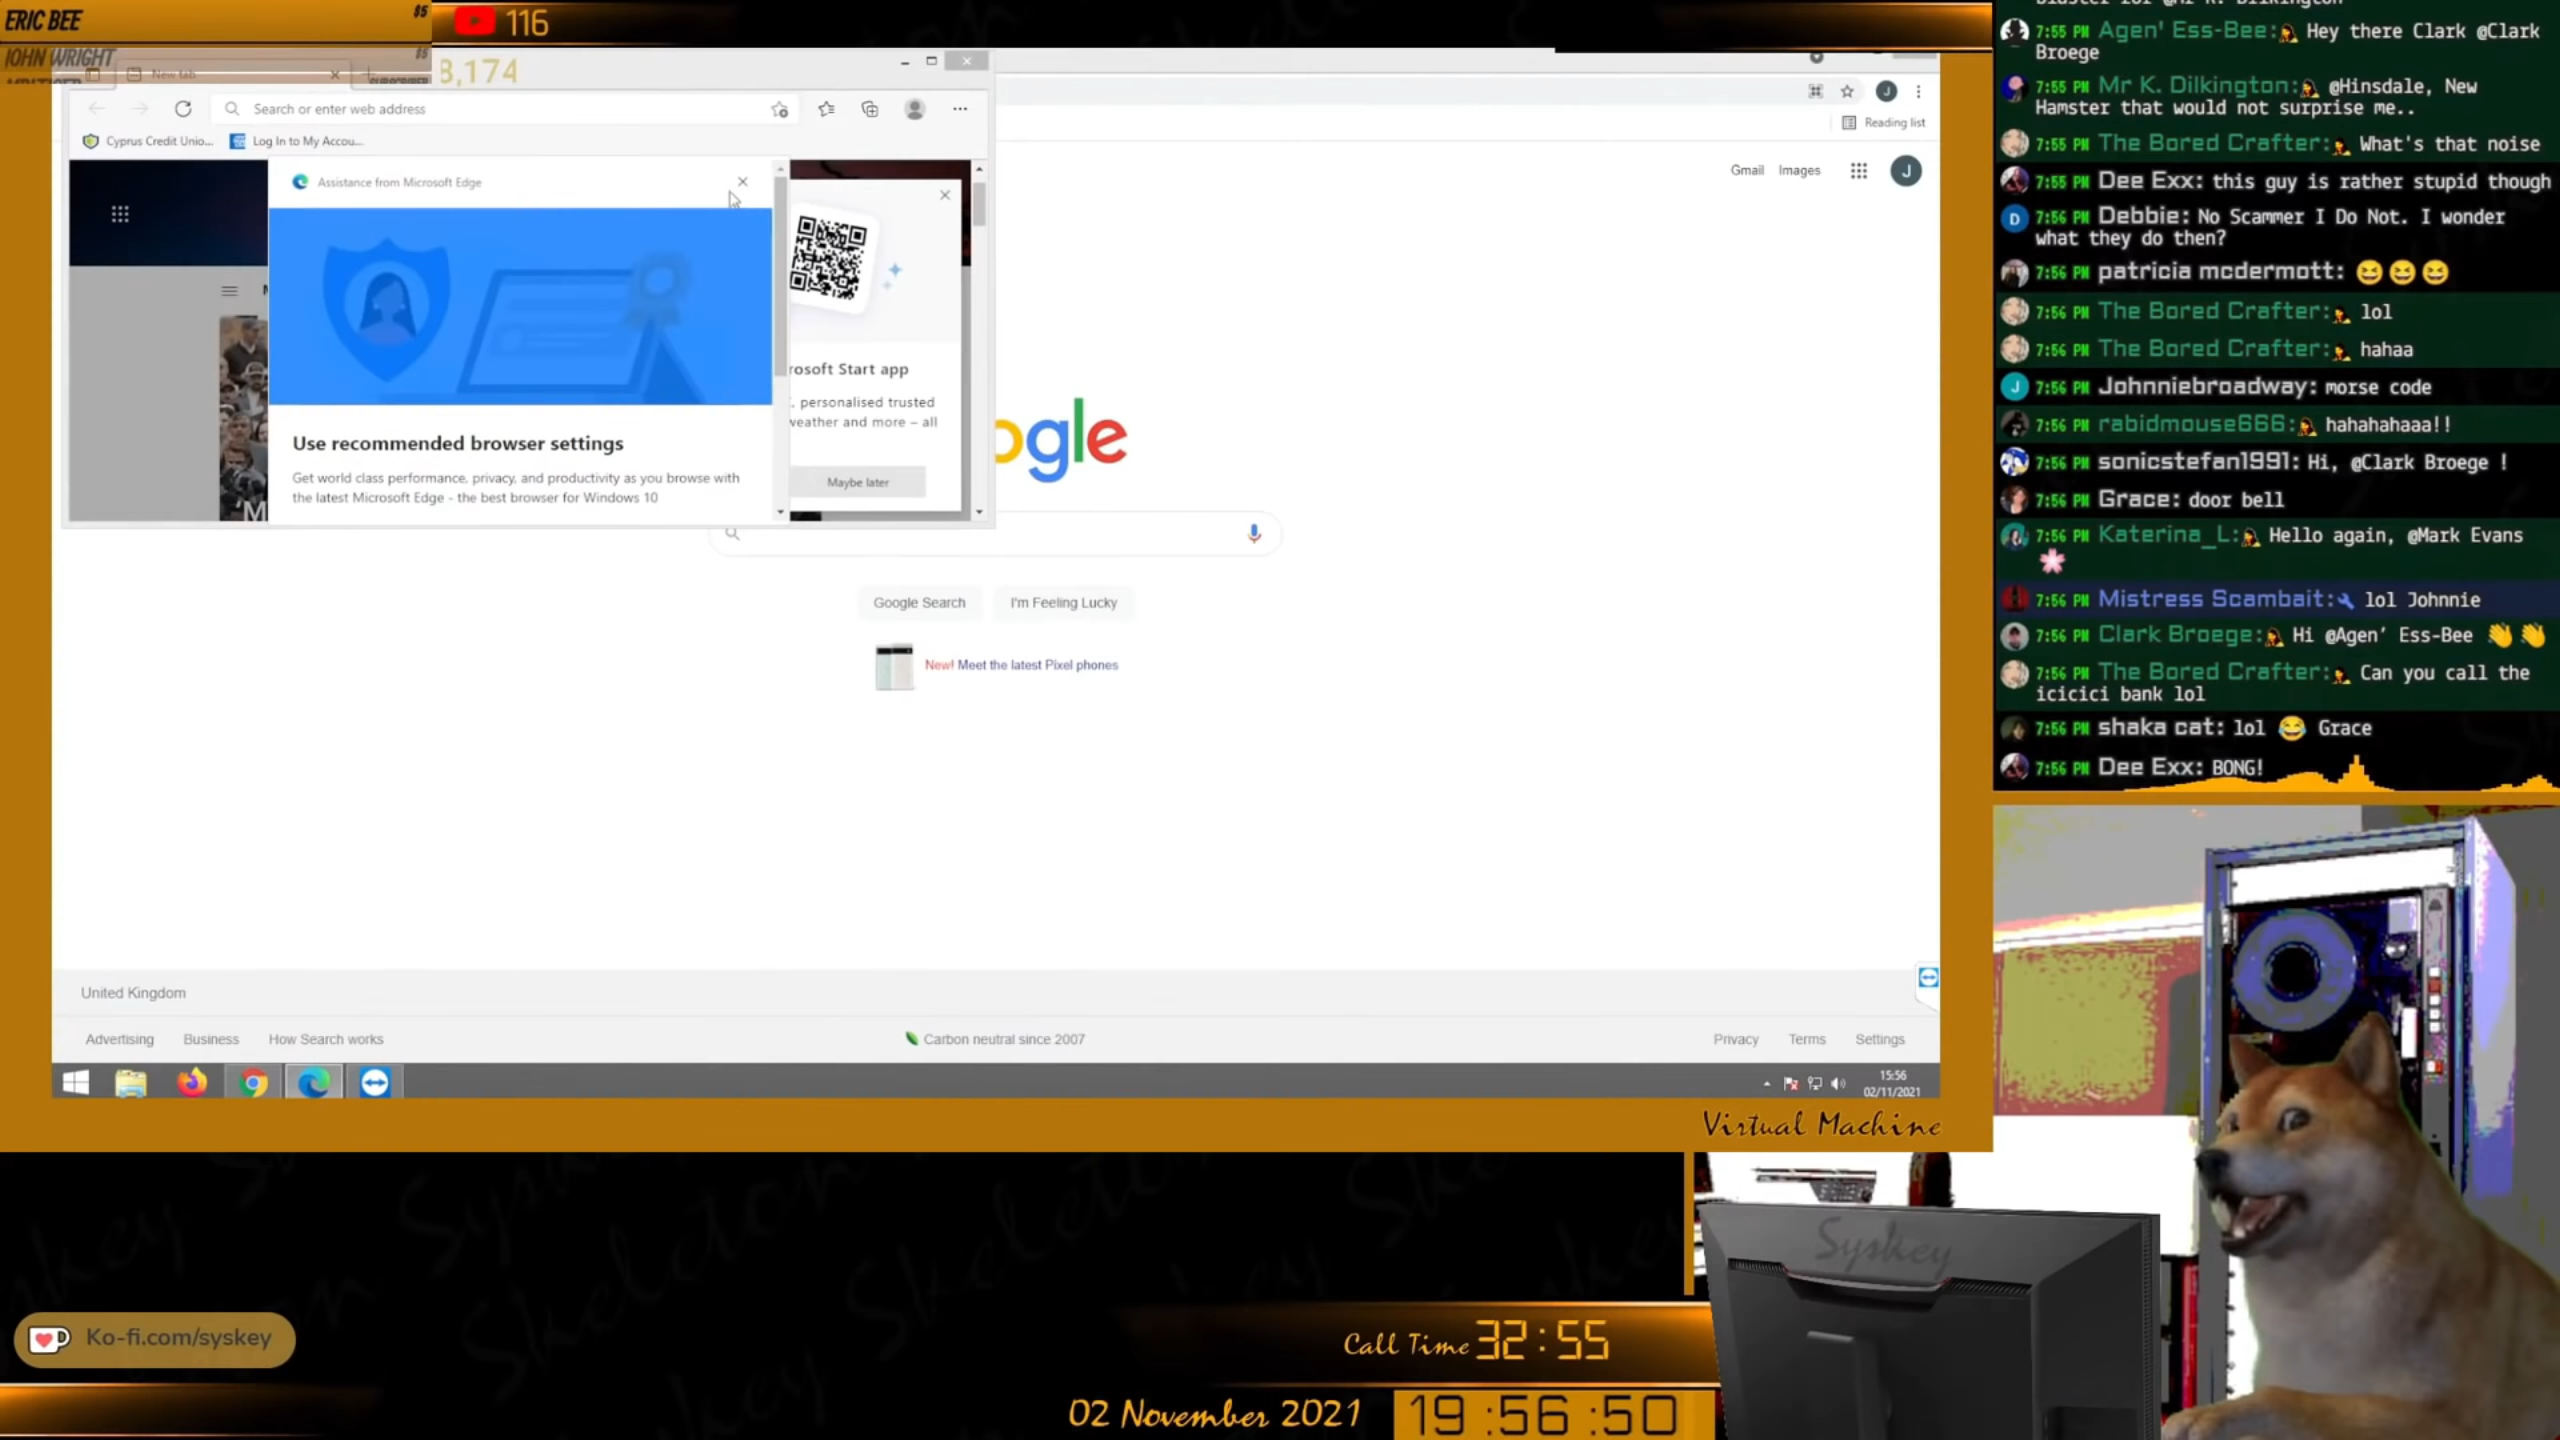 ERIC BEE
$5
116
JOHN WRIGHT
$5
8,174
New tab
Search or enter web address
Cyprus Credit Unio...
Log In to My Accou...
Reading list
Gmail
Images
J
J
Assistance from Microsoft Edge
Use recommended browser settings
Get world class performance, privacy, and productivity as you browse with
the latest Microsoft Edge - the best browser for Windows 10
rosoft Start app
personalised trusted
weather and more – all
Maybe later
ogle
Google Search
I'm Feeling Lucky
New! Meet the latest Pixel phones
United Kingdom
Advertising
Business
How Search works
Carbon neutral since 2007
Privacy
Terms
Settings
15:56
02/11/2021
Virtual Machine
7:55 PM Agen' Ess-Bee: Hey there Clark @Clark
Broege
7:55 PM Mr K. Dilkington: @Hinsdale, New
Hamster that would not surprise me..
7:55 PM The Bored Crafter: What's that noise
7:55 PM Dee Exx: this guy is rather stupid though
D 7:56 PM Debbie: No Scammer I Do Not. I wonder
what they do then?
7:56 PM patricia mcdermott: 😆😆😆
7:56 PM The Bored Crafter: lol
7:56 PM The Bored Crafter: hahaa
J 7:56 PM Johnniebroadway: morse code
7:56 PM rabidmouse666: hahahahaaa!!
7:56 PM sonicstefan1991: Hi, @Clark Broege !
7:56 PM Grace: door bell
7:56 PM Katerina_L: Hello again, @Mark Evans
🌸
7:56 PM Mistress Scambait: lol Johnnie
7:56 PM Clark Broege: Hi @Agen' Ess-Bee 👋👋
7:56 PM The Bored Crafter: Can you call the
icicici bank lol
7:56 PM shaka cat: lol 😂 Grace
7:56 PM Dee Exx: BONG!
Syskey
Ko-fi.com/syskey
Call Time 32:55
02 November 2021
19:56:50